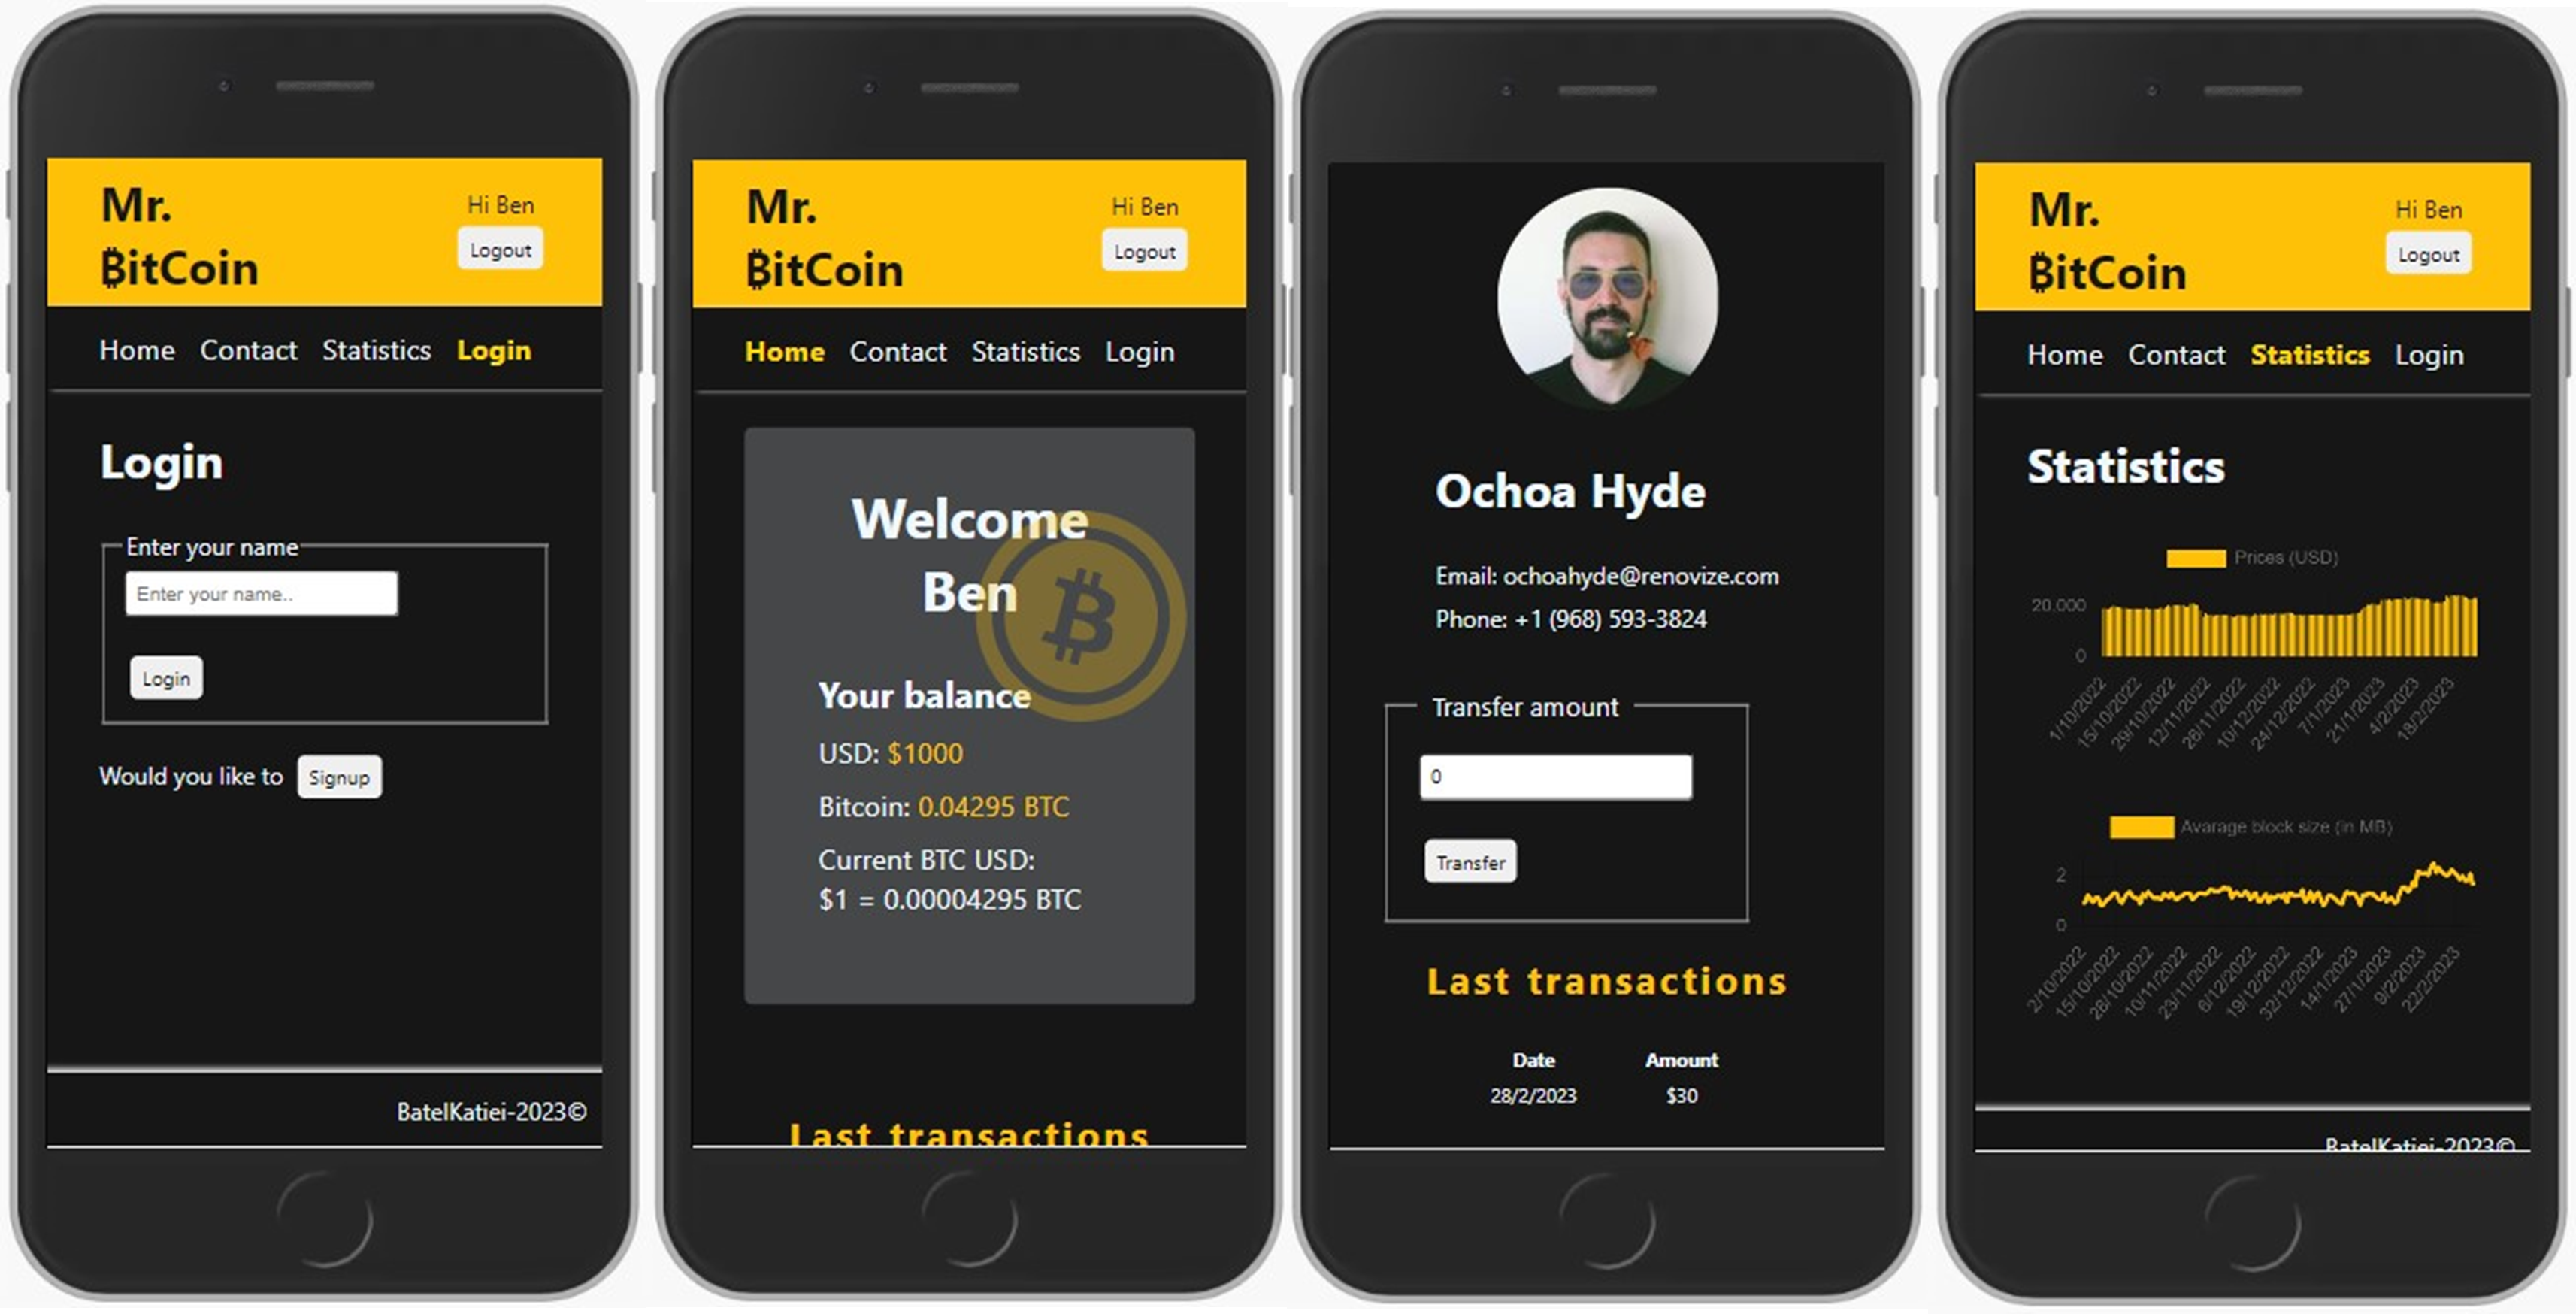 Mr.
₿itCoin
Hi Ben
Logout
Home Contact Statistics Login
Login
Enter your name
Enter your name..
Login
Would you like to Signup
BatelKatiei-2023©
Mr.
₿itCoin
Hi Ben
Logout
Home Contact Statistics Login
Welcome
Ben
Your balance
USD: $1000
Bitcoin: 0.04295 BTC
Current BTC USD:
$1 = 0.00004295 BTC
Last transactions
Ochoa Hyde
Email: ochoahyde@renovize.com
Phone: +1 (968) 593-3824
Transfer amount
0
Transfer
Last transactions
Date Amount
28/2/2023 $30
Mr.
₿itCoin
Hi Ben
Logout
Home Contact Statistics Login
Statistics
Prices (USD)
20.000
0
1/10/2022 15/10/2022 29/10/2022 12/11/2022 26/11/2022 10/12/2022 24/12/2022 7/1/2023 21/1/2023 4/2/2023 18/2/2023
Avarage block size (in MB)
2
0
2/10/2022 15/10/2022 28/10/2022 10/11/2022 23/11/2022 6/12/2022 19/12/2022 32/12/2022 14/1/2023 27/1/2023 9/2/2023 22/2/2023
BatelKatiei-2023©